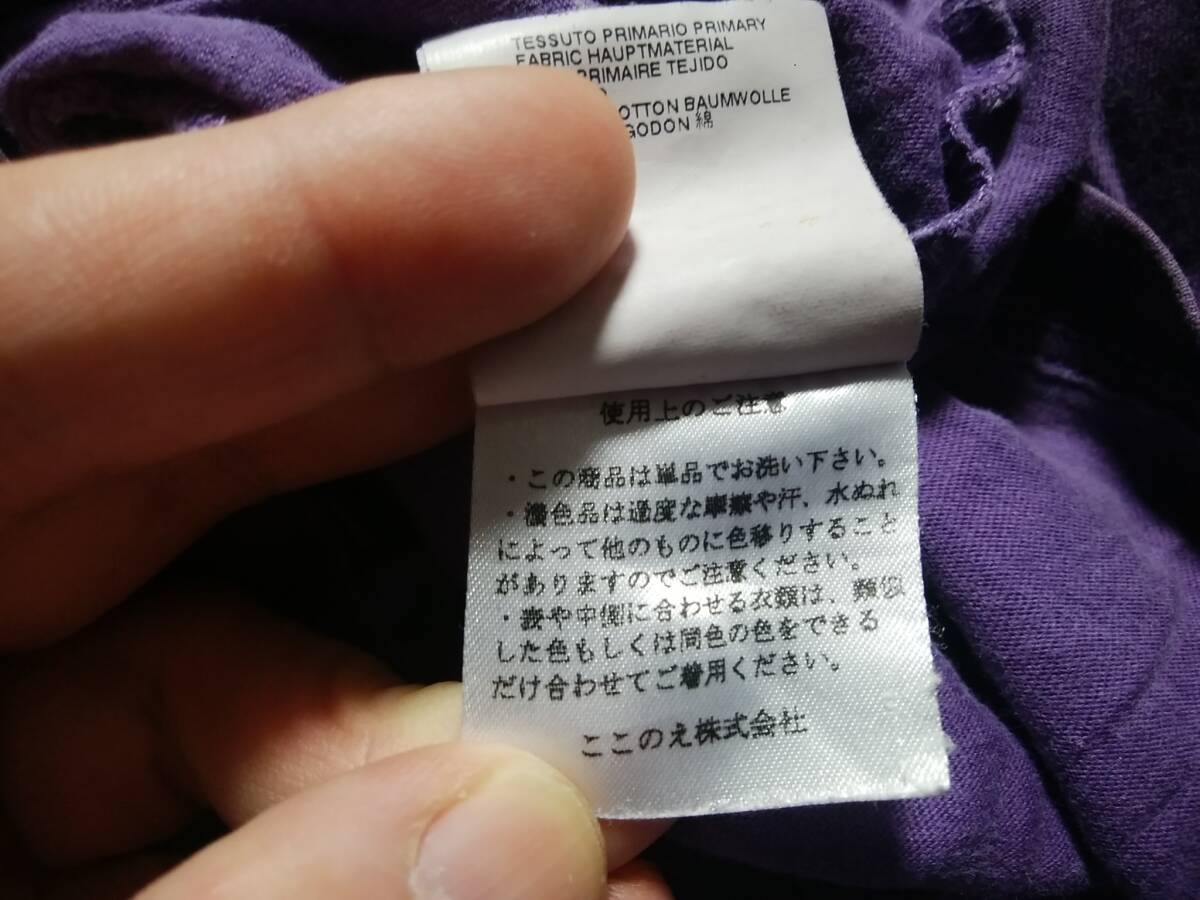 TESSUTO PRIMARIO PRIMARY
FABRIC HAUPTMATERIAL
PRIMAIRE TEJIDO
OTTON BAUMWOLLE
GODON 綿
使用上のご注意
・この商品は単品でお洗い下さい。
・濃色品は過度な摩擦や汗、水ぬれ
によって他のものに色移りすること
がありますのでご注意ください。
・表や中側に合わせる衣類は、類似
した色もしくは同色の色をできる
だけ合わせてご着用ください。
ここのえ株式会社